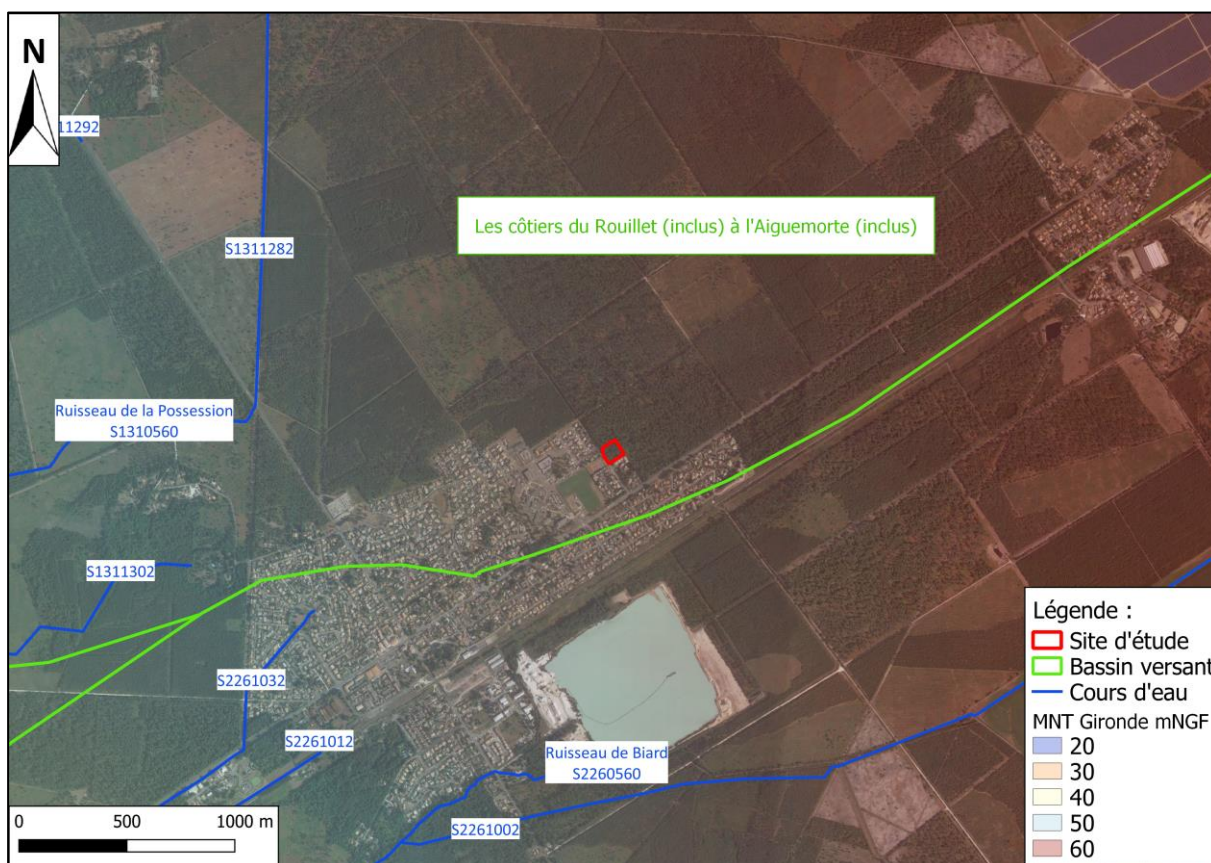 N
11292
S1311282
Les côtiers du Rouillet (inclus) à l'Aiguemorte (inclus)
Ruisseau de la Possession
S1310560
S1311302
S2261032
S2261012
Ruisseau de Biard
S2260560
S2261002
0 500 1000 m
Légende :
Site d'étude
Bassin versant
Cours d'eau
MNT Gironde mNGF
20
30
40
50
60